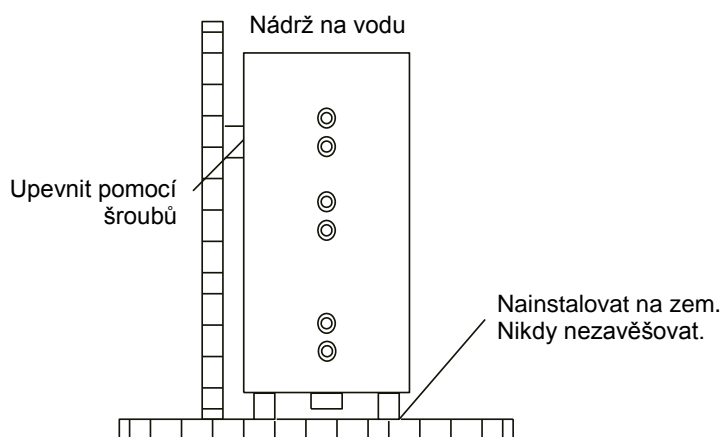 Nádrž na vodu
Upevnit pomocí
šroubů
Nainstalovat na zem.
Nikdy nezavěšovat.